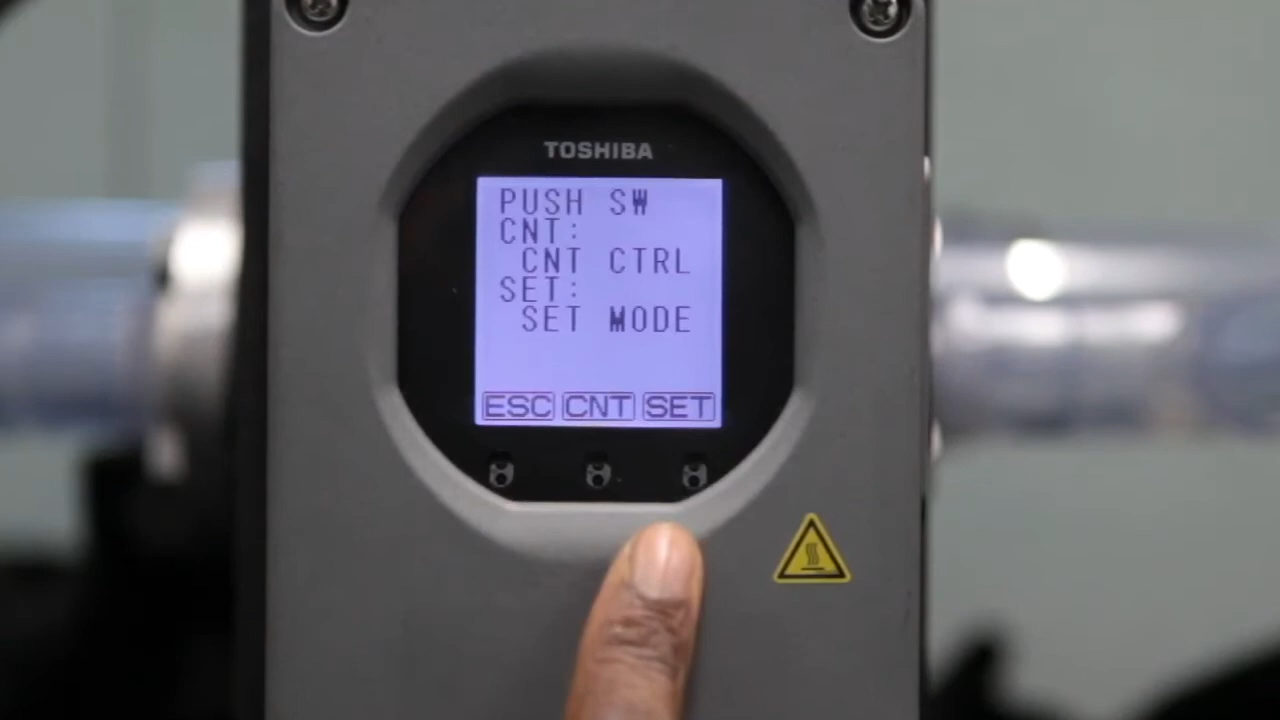 TOSHIBA
PUSH SW
CNT:
CNT CTRL
SET:
SET MODE
ESC CNT SET